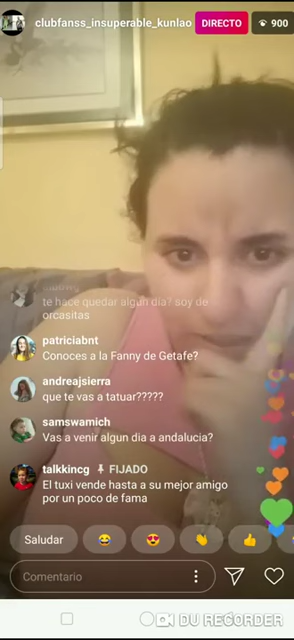 clubfanss_insuperable_kunlao
DIRECTO
900
te hace quedar algun dia? soy de
orcasitas
patriciabnt
Conoces a la Fanny de Getafe?
andreajsierra
que te vas a tatuar?????
samswamich
Vas a venir algun dia a andalucia?
talkkincg FIJADO
El tuxi vende hasta a su mejor amigo
por un poco de fama
Saludar
Comentario
DU RECORDER